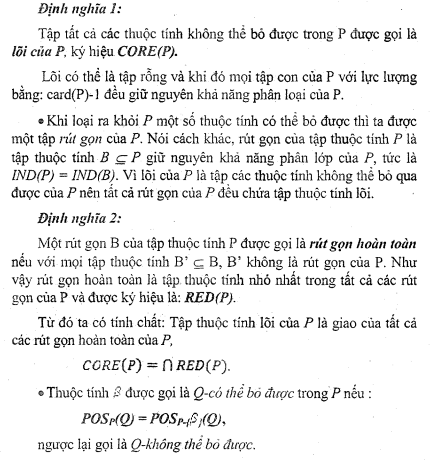 Định nghĩa 1:
Tập tất cả các thuộc tính không thể bỏ được trong P được gọi là
lõi của P, ký hiệu CORE(P).
Lõi có thể là tập rỗng và khi đó mọi tập con của P với lực lượng
bằng: card(P)-1 đều giữ nguyên khả năng phân loại của P.
• Khi loại ra khỏi P một số thuộc tính có thể bỏ được thì ta được
một tập rút gọn của P. Nói cách khác, rút gọn của tập thuộc tính P là
tập thuộc tính B ⊆ P giữ nguyên khả năng phân lớp của P, tức là
IND(P) = IND(B). Vì lõi của P là tập các thuộc tính không thể bỏ qua
được của P nên tất cả rút gọn của P đều chứa tập thuộc tính lõi.
Định nghĩa 2:
Một rút gọn B của tập thuộc tính P được gọi là rút gọn hoàn toàn
nếu với mọi tập thuộc tính B' ⊆ B, B' không là rút gọn của P. Như
vậy rút gọn hoàn toàn là tập thuộc tính nhỏ nhất trong tất cả các rút
gọn của P và được ký hiệu là: RED(P).
Từ đó ta có tính chất: Tập thuộc tính lõi của P là giao của tất cả
các rút gọn hoàn toàn của P,
CORE(P) = ∩ RED(P).
• Thuộc tính β được gọi là Q-có thể bỏ được trong P nếu :
POSP(Q) = POSP-{β}(Q),
ngược lại gọi là Q-không thể bỏ được.